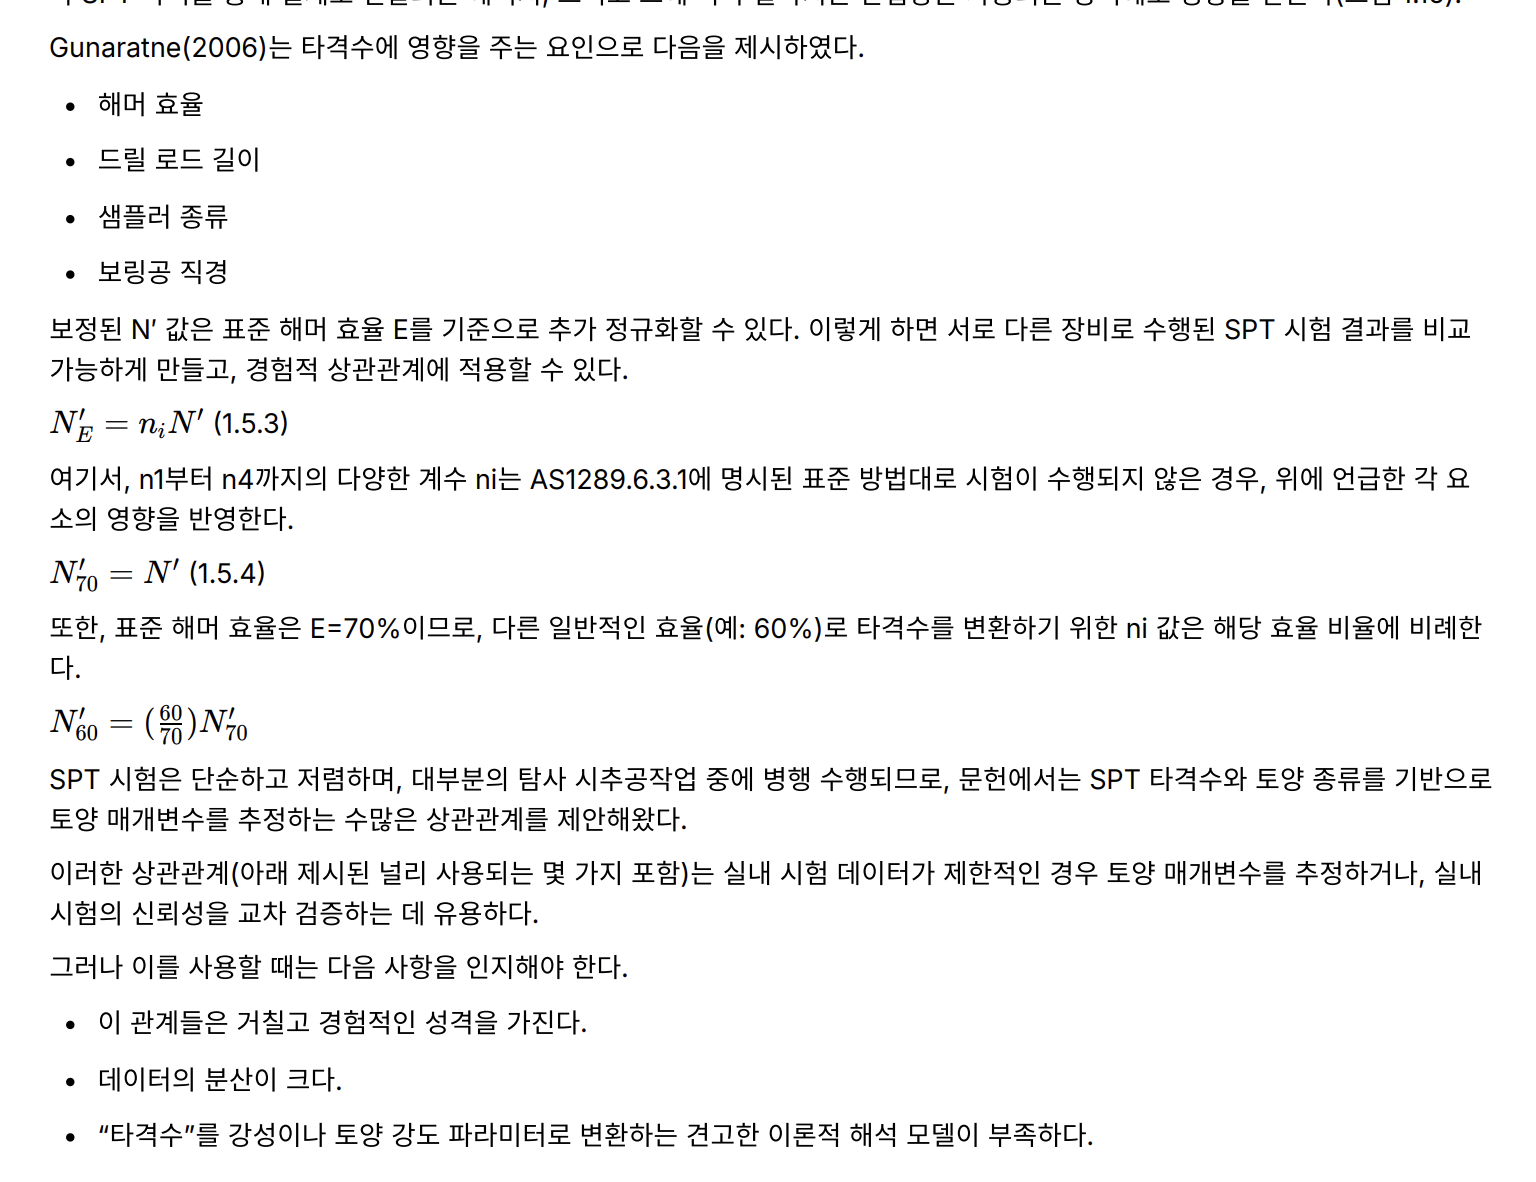 Gunaratne(2006)는 타격수에 영향을 주는 요인으로 다음을 제시하였다.
• 해머 효율
• 드릴 로드 길이
• 샘플러 종류
• 보링공 직경
보정된 N′ 값은 표준 해머 효율 E를 기준으로 추가 정규화할 수 있다. 이렇게 하면 서로 다른 장비로 수행된 SPT 시험 결과를 비교
가능하게 만들고, 경험적 상관관계에 적용할 수 있다.
$N'_E = n_i N'$ (1.5.3)
여기서, n1부터 n4까지의 다양한 계수 ni는 AS1289.6.3.1에 명시된 표준 방법대로 시험이 수행되지 않은 경우, 위에 언급한 각 요
소의 영향을 반영한다.
$N'_{70} = N'$ (1.5.4)
또한, 표준 해머 효율은 E=70%이므로, 다른 일반적인 효율(예: 60%)로 타격수를 변환하기 위한 ni 값은 해당 효율 비율에 비례한
다.
$N'_{60} = (\frac{60}{70})N'_{70}$
SPT 시험은 단순하고 저렴하며, 대부분의 탐사 시추공작업 중에 병행 수행되므로, 문헌에서는 SPT 타격수와 토양 종류를 기반으로
토양 매개변수를 추정하는 수많은 상관관계를 제안해왔다.
이러한 상관관계(아래 제시된 널리 사용되는 몇 가지 포함)는 실내 시험 데이터가 제한적인 경우 토양 매개변수를 추정하거나, 실내
시험의 신뢰성을 교차 검증하는 데 유용하다.
그러나 이를 사용할 때는 다음 사항을 인지해야 한다.
• 이 관계들은 거칠고 경험적인 성격을 가진다.
• 데이터의 분산이 크다.
• “타격수”를 강성이나 토양 강도 파라미터로 변환하는 견고한 이론적 해석 모델이 부족하다.